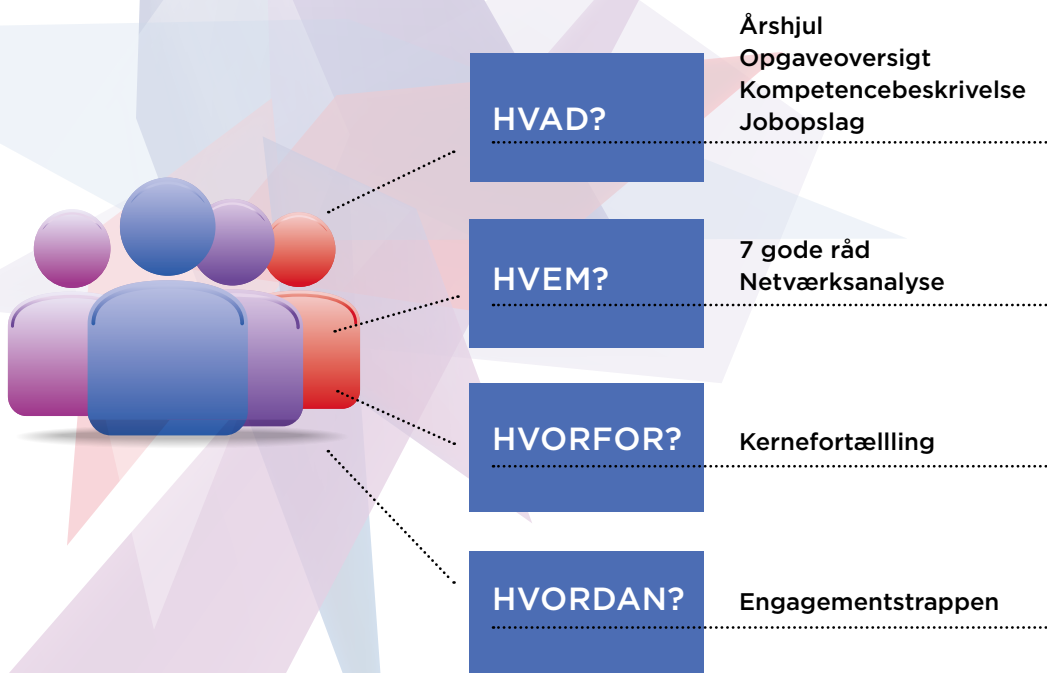 HVAD?
Årshjul
Opgaveoversigt
Kompetencebeskrivelse
Jobopslag
HVEM?
7 gode råd
Netværksanalyse
HVORFOR?
Kernefortællling
HVORDAN?
Engagementstrappen